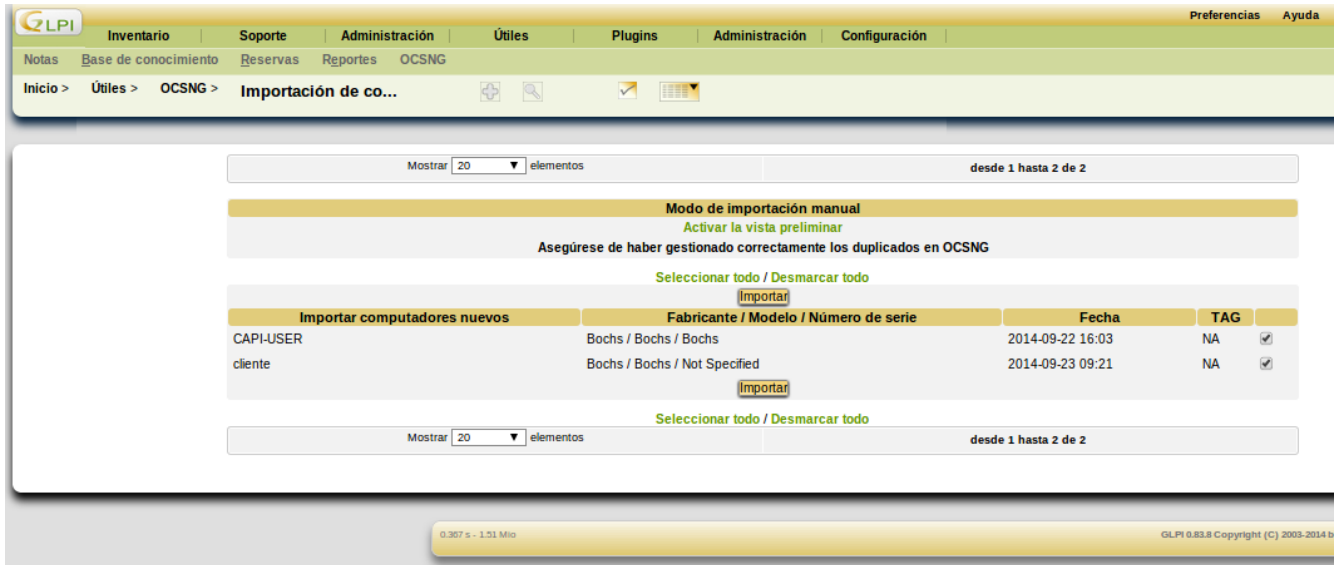 GLPI
Preferencias Ayuda
Inventario Soporte Administración Útiles Plugins Administración Configuración
Notas Base de conocimiento Reservas Reportes OCSNG
Inicio > Útiles > OCSNG > Importación de co...
Mostrar 20 elementos desde 1 hasta 2 de 2
Modo de importación manual
Activar la vista preliminar
Asegúrese de haber gestionado correctamente los duplicados en OCSNG
Seleccionar todo / Desmarcar todo
Importar
Importar computadores nuevos Fabricante / Modelo / Número de serie Fecha TAG
CAPI-USER Bochs / Bochs / Bochs 2014-09-22 16:03 NA
cliente Bochs / Bochs / Not Specified 2014-09-23 09:21 NA
Importar
Seleccionar todo / Desmarcar todo
Mostrar 20 elementos desde 1 hasta 2 de 2
0.367 s - 1.51 Mio GLPI 0.83.8 Copyright (C) 2003-2014 b